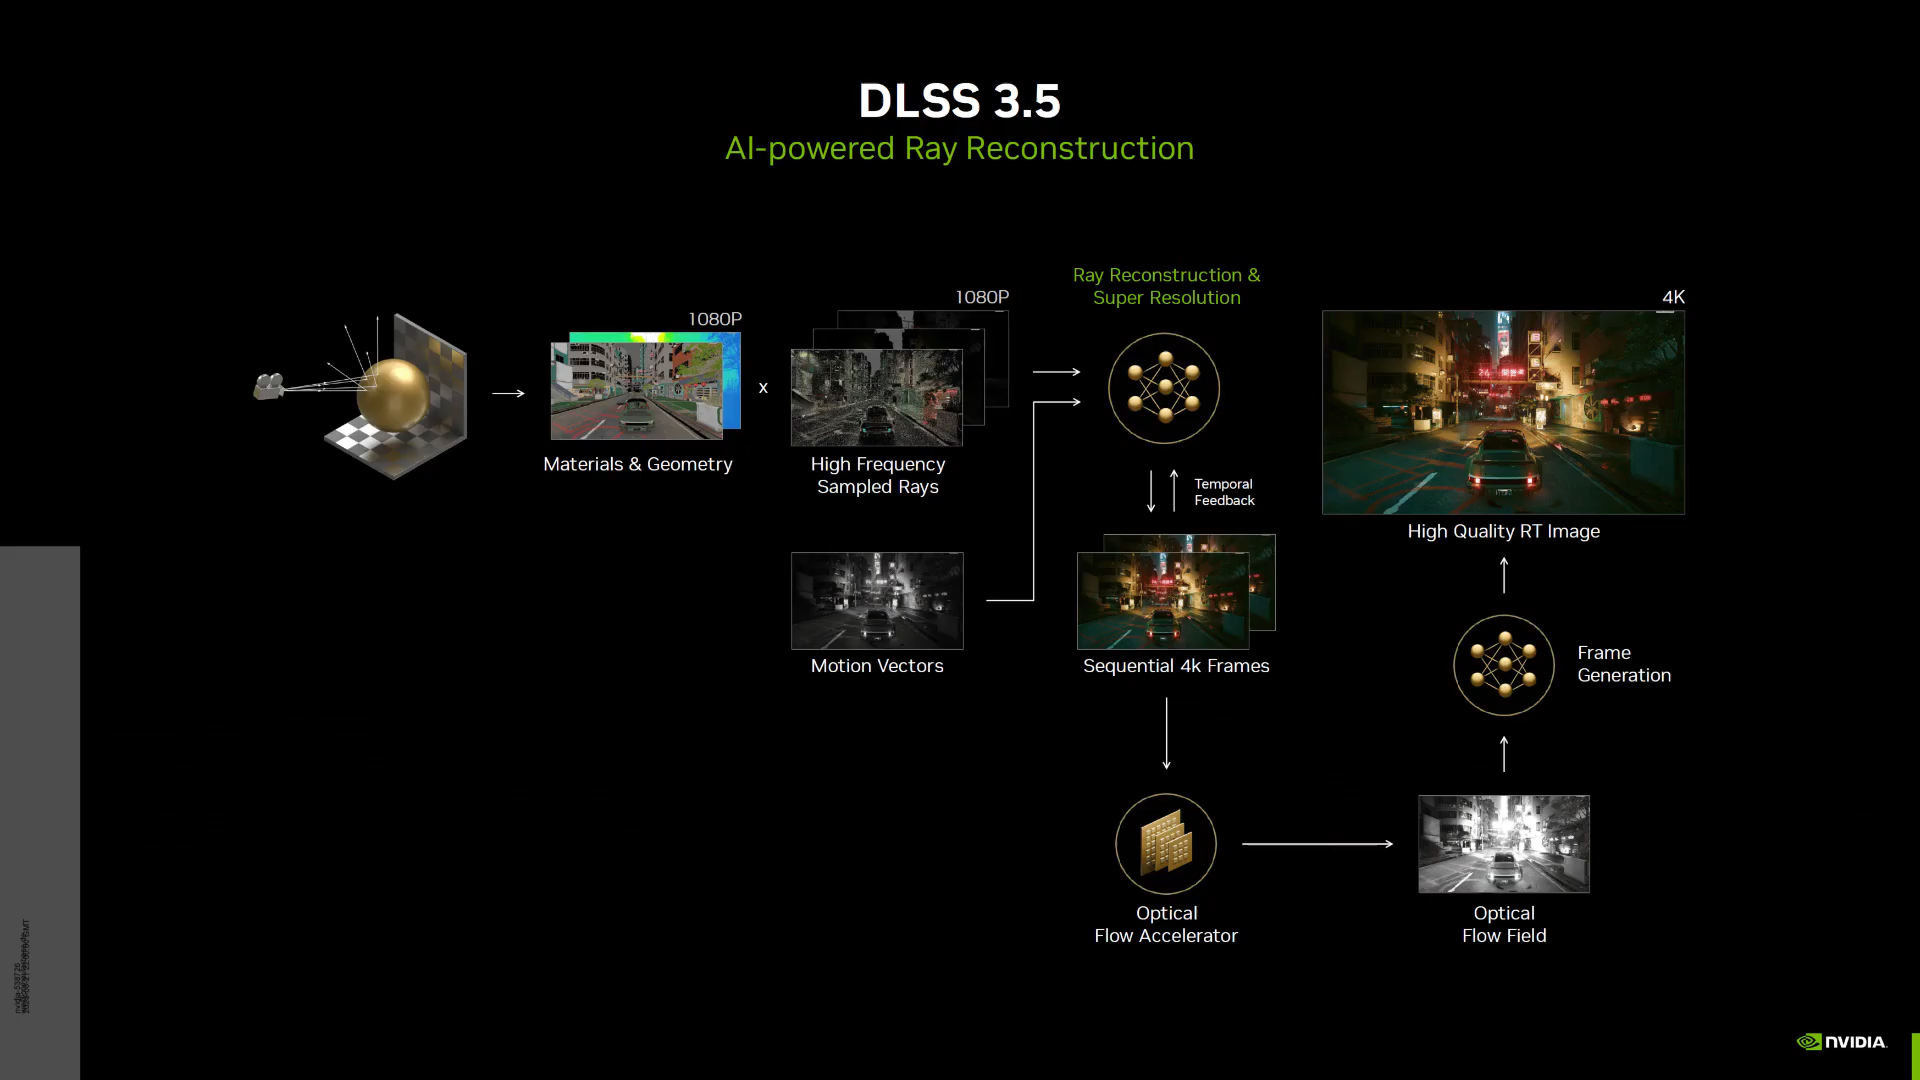 DLSS 3.5
AI-powered Ray Reconstruction
1080P
Materials & Geometry
x
1080P
High Frequency
Sampled Rays
Motion Vectors
Ray Reconstruction &
Super Resolution
Temporal
Feedback
Sequential 4k Frames
Optical
Flow Accelerator
Optical
Flow Field
Frame
Generation
4K
High Quality RT Image
NVIDIA